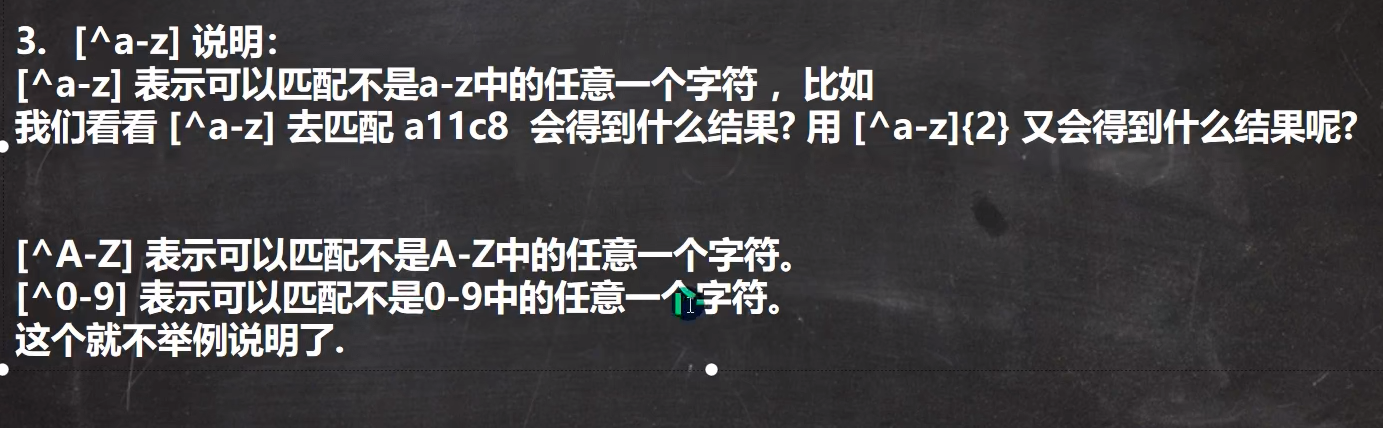 3. [^a-z] 说明：
[^a-z] 表示可以匹配不是a-z中的任意一个字符 ，比如
我们看看 [^a-z] 去匹配 a11c8 会得到什么结果? 用 [^a-z]{2} 又会得到什么结果呢?
[^A-Z] 表示可以匹配不是A-Z中的任意一个字符。
[^0-9] 表示可以匹配不是0-9中的任意一个字符。
这个就不举例说明了.